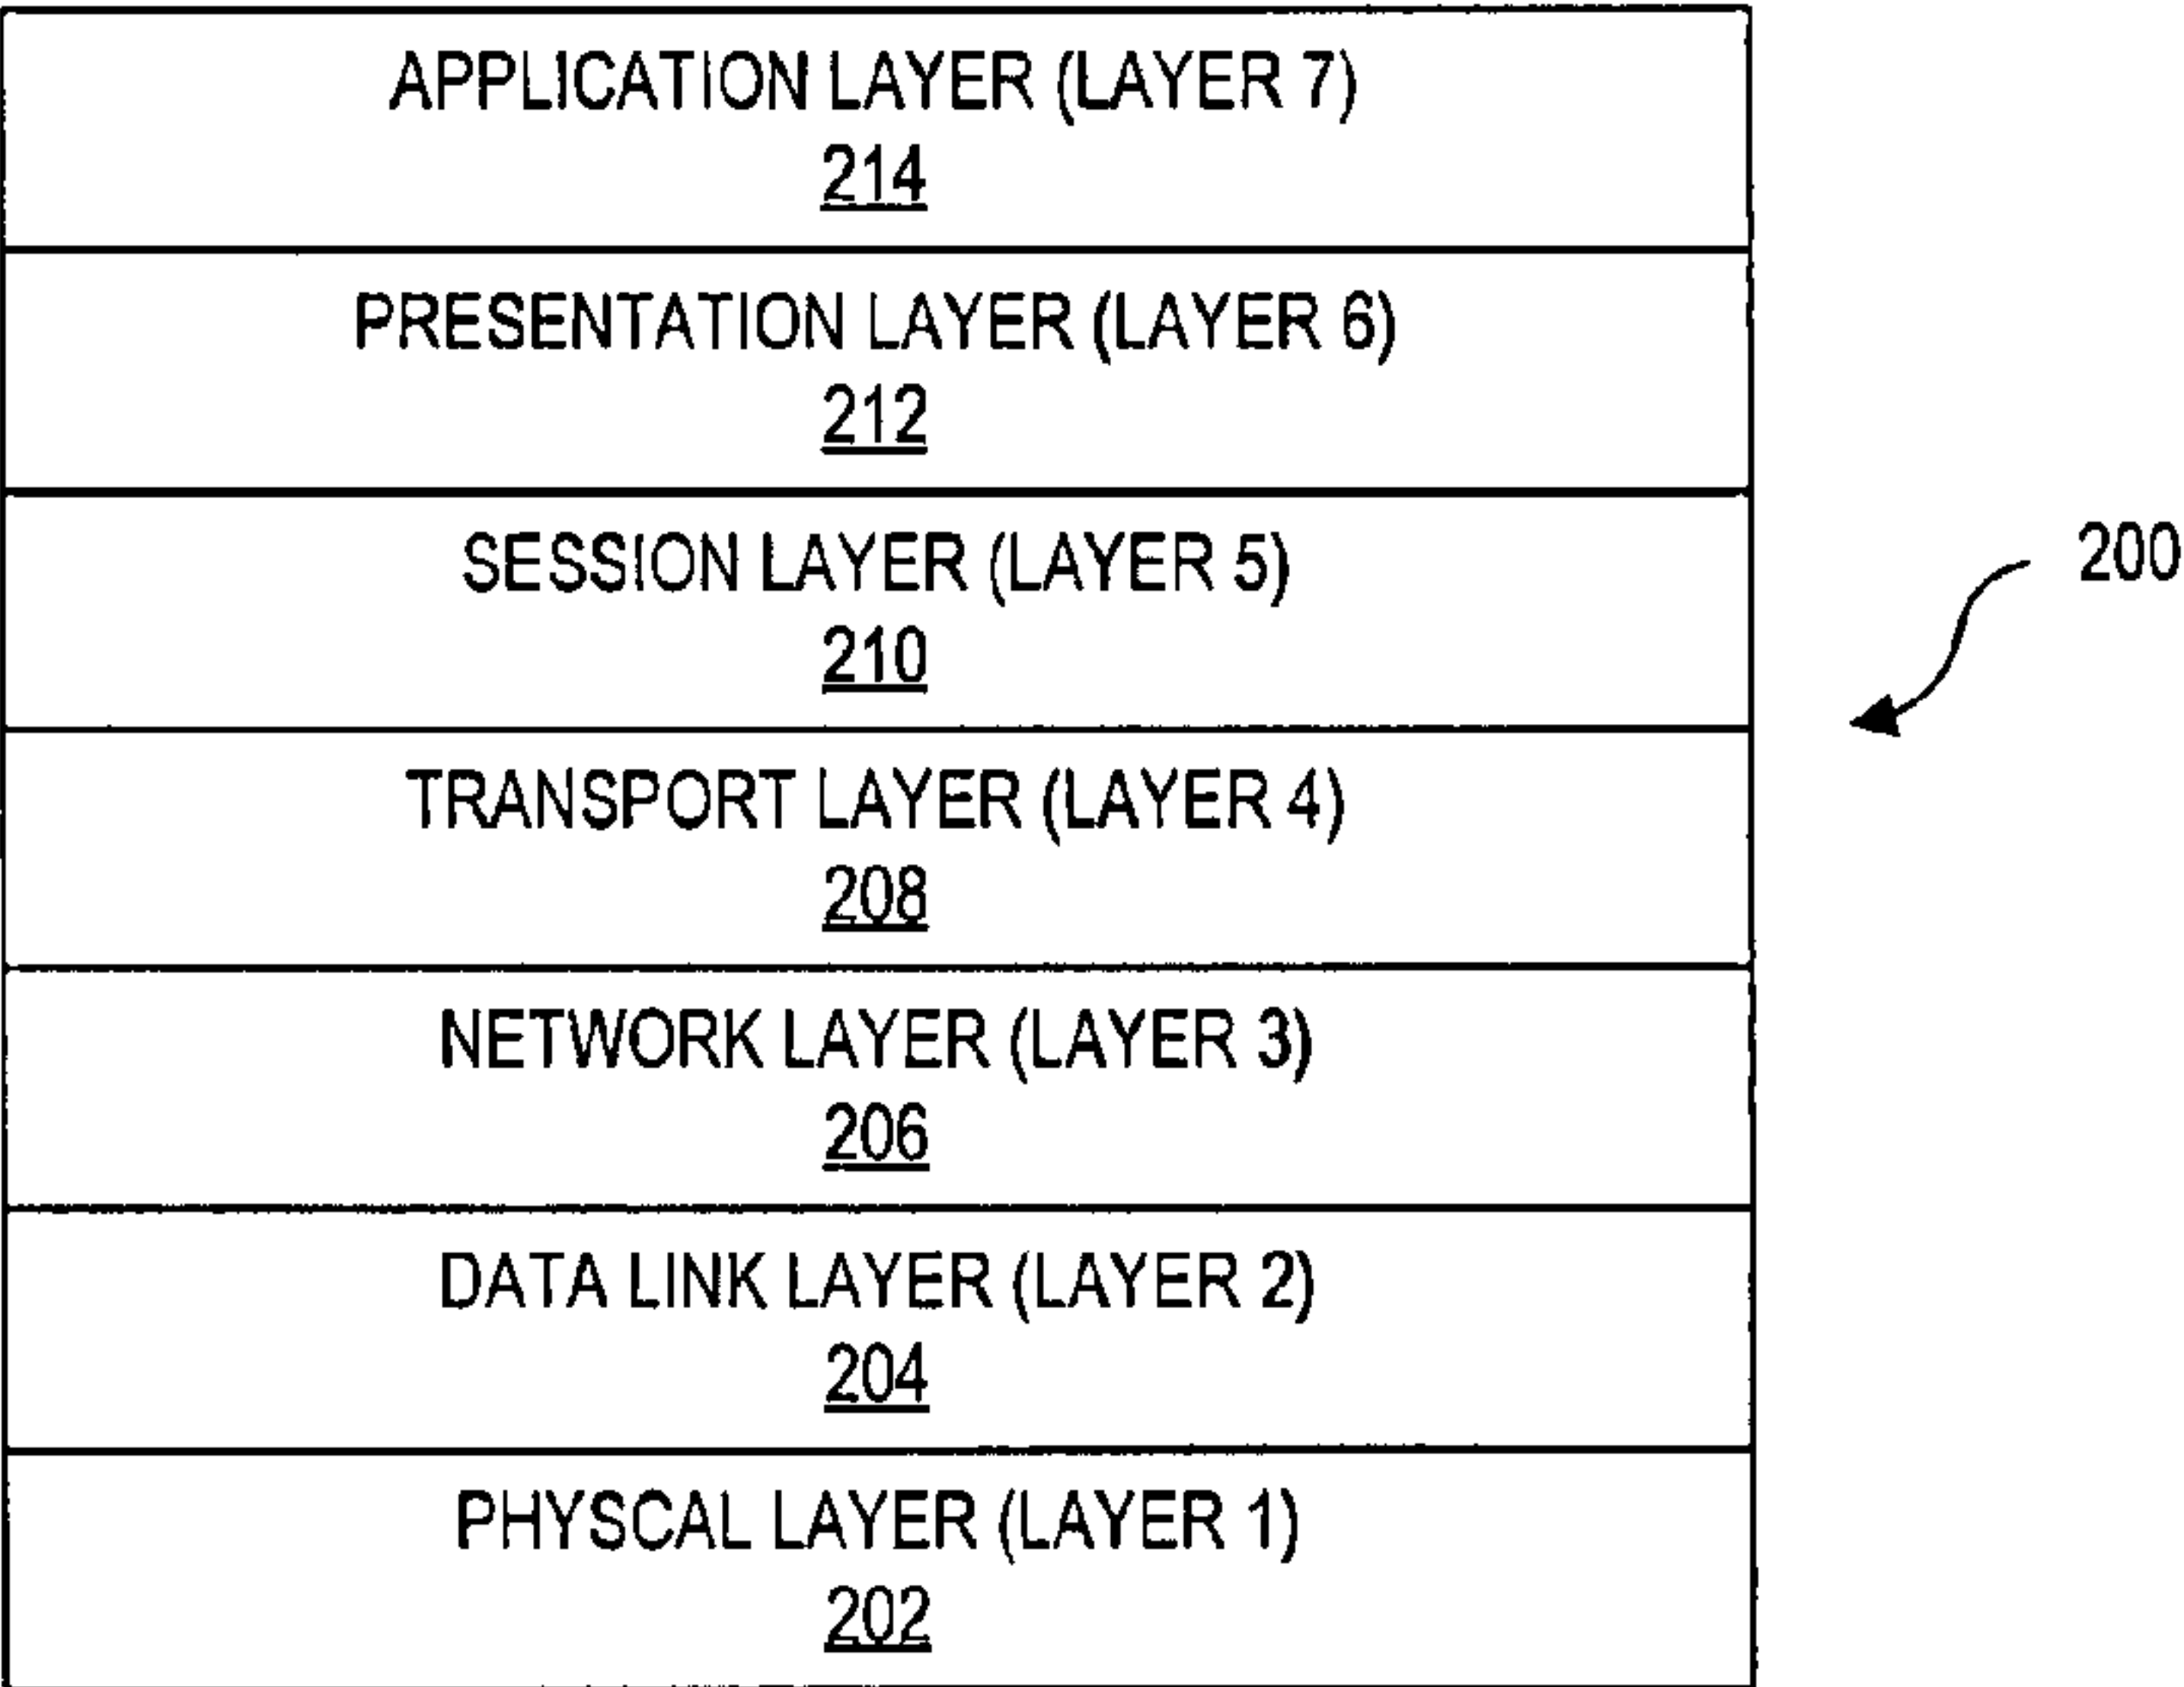 APPLICATION LAYER (LAYER 7)
214
PRESENTATION LAYER (LAYER 6)
212
SESSION LAYER (LAYER 5)
210
200
TRANSPORT LAYER (LAYER 4)
208
NETWORK LAYER (LAYER 3)
206
DATA LINK LAYER (LAYER 2)
204
PHYSCAL LAYER (LAYER 1)
202